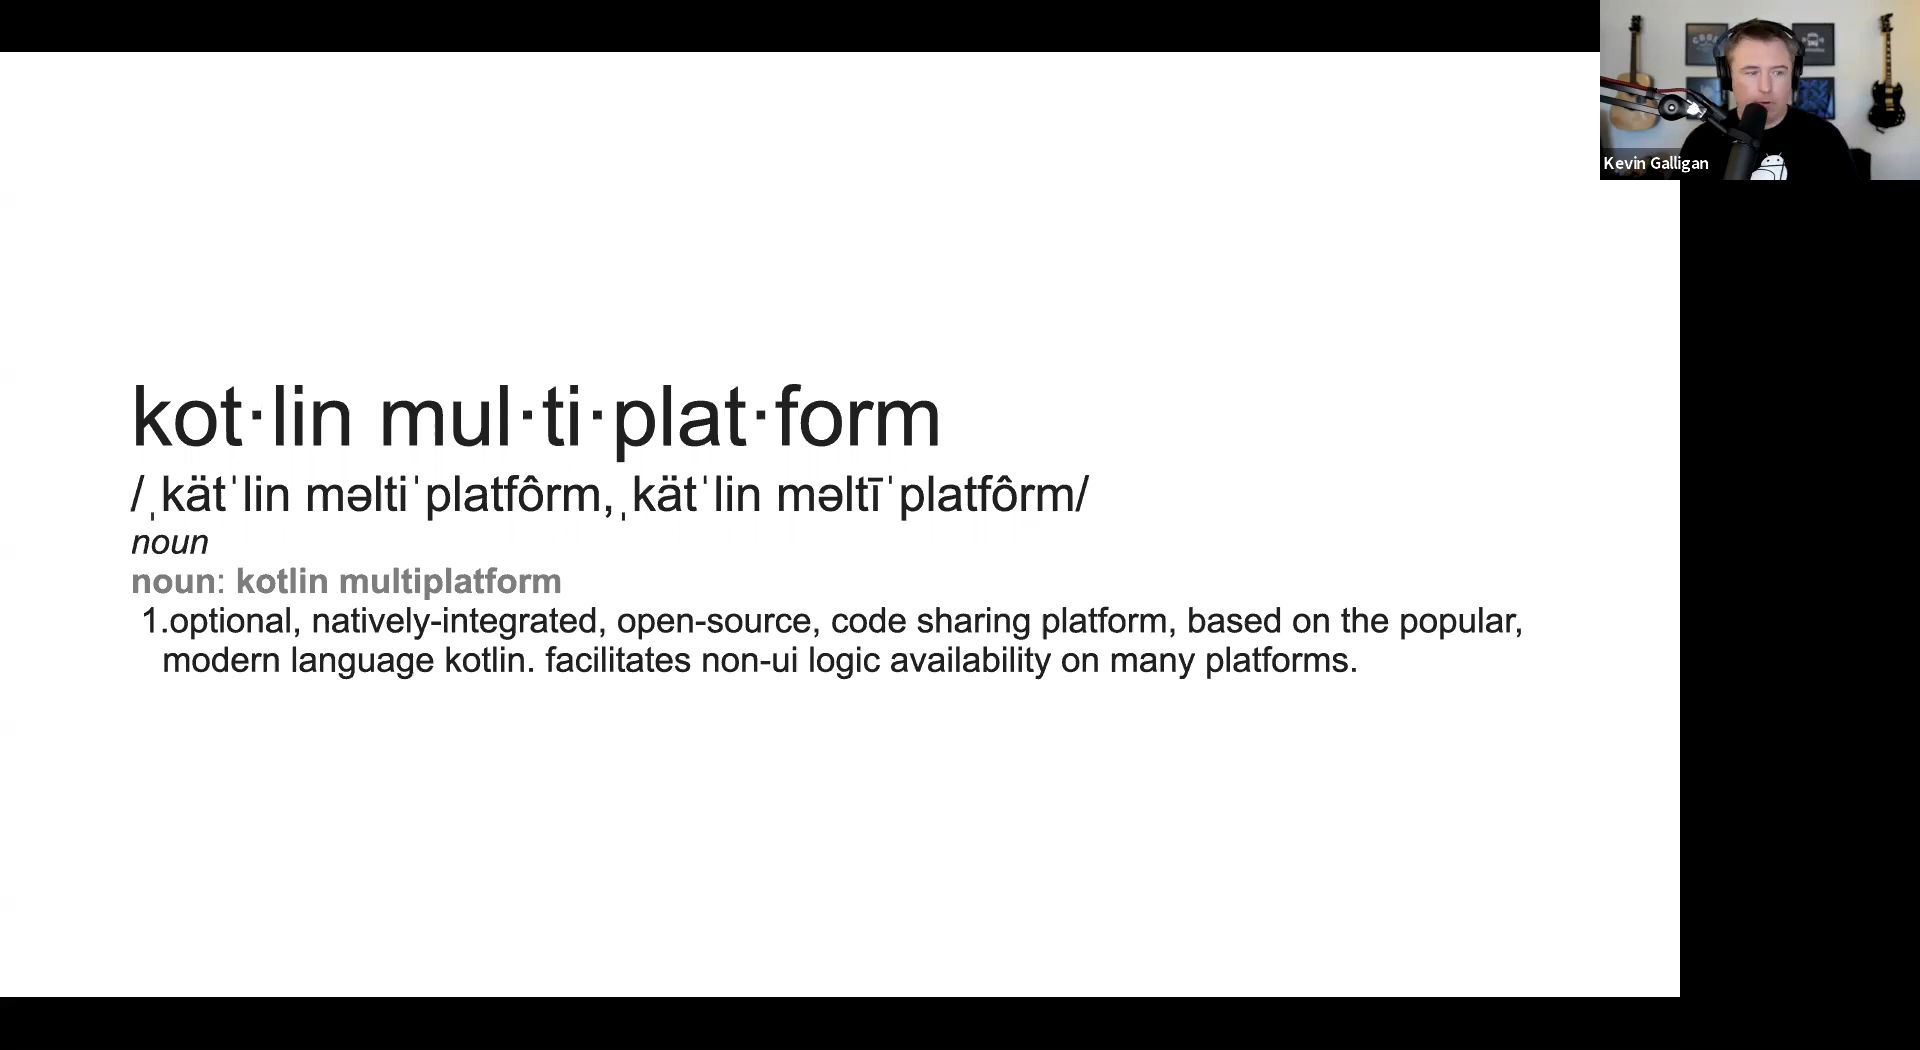 kot·lin mul·ti·plat·form
/ˌkätˈlin məltiˈplatfôrm,ˌkätˈlin məltīˈplatfôrm/
noun
noun: kotlin multiplatform
1.optional, natively-integrated, open-source, code sharing platform, based on the popular,
modern language kotlin. facilitates non-ui logic availability on many platforms.
Kevin Galligan